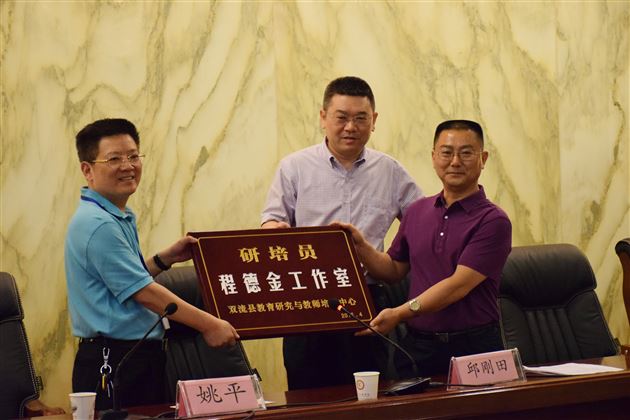 研培员
程德金工作室
双流县教育研究与教师培 中心
姚平
邱刚田